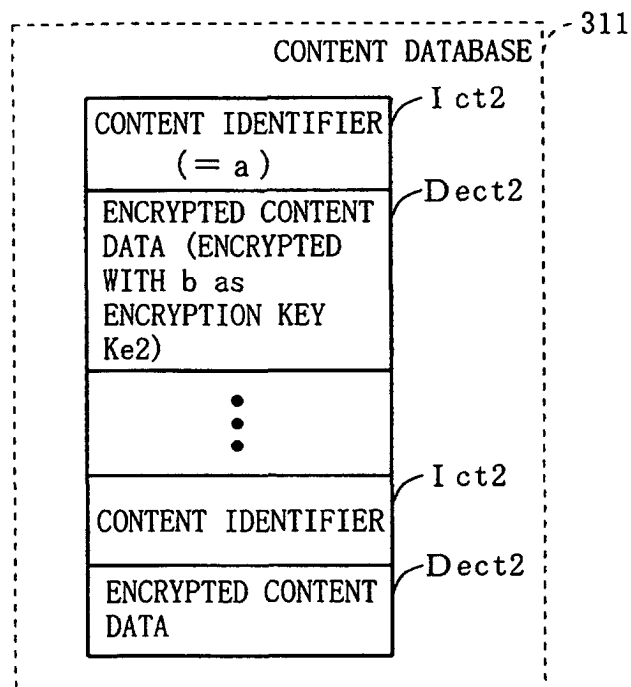 311
CONTENT DATABASE
I ct2
CONTENT IDENTIFIER
(= a)
Dect2
ENCRYPTED CONTENT
DATA (ENCRYPTED
WITH b as
ENCRYPTION KEY
Ke2)
I ct2
CONTENT IDENTIFIER
Dect2
ENCRYPTED CONTENT
DATA